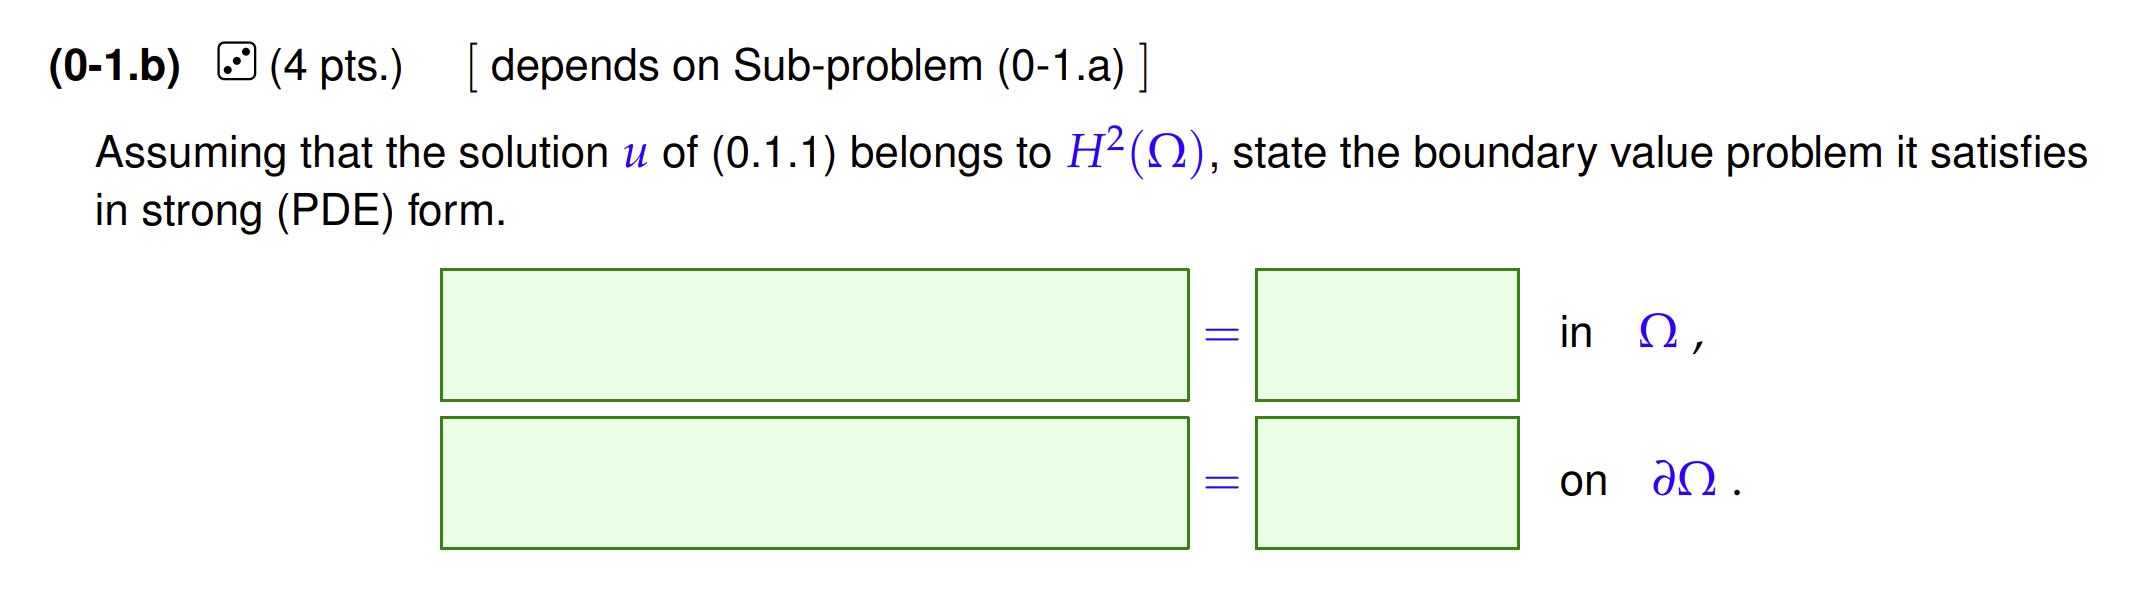 (0-1.b) ⚂ (4 pts.) [ depends on Sub-problem (0-1.a) ]
Assuming that the solution u of (0.1.1) belongs to H²(Ω), state the boundary value problem it satisfies
in strong (PDE) form.
= in Ω ,
= on ∂Ω .